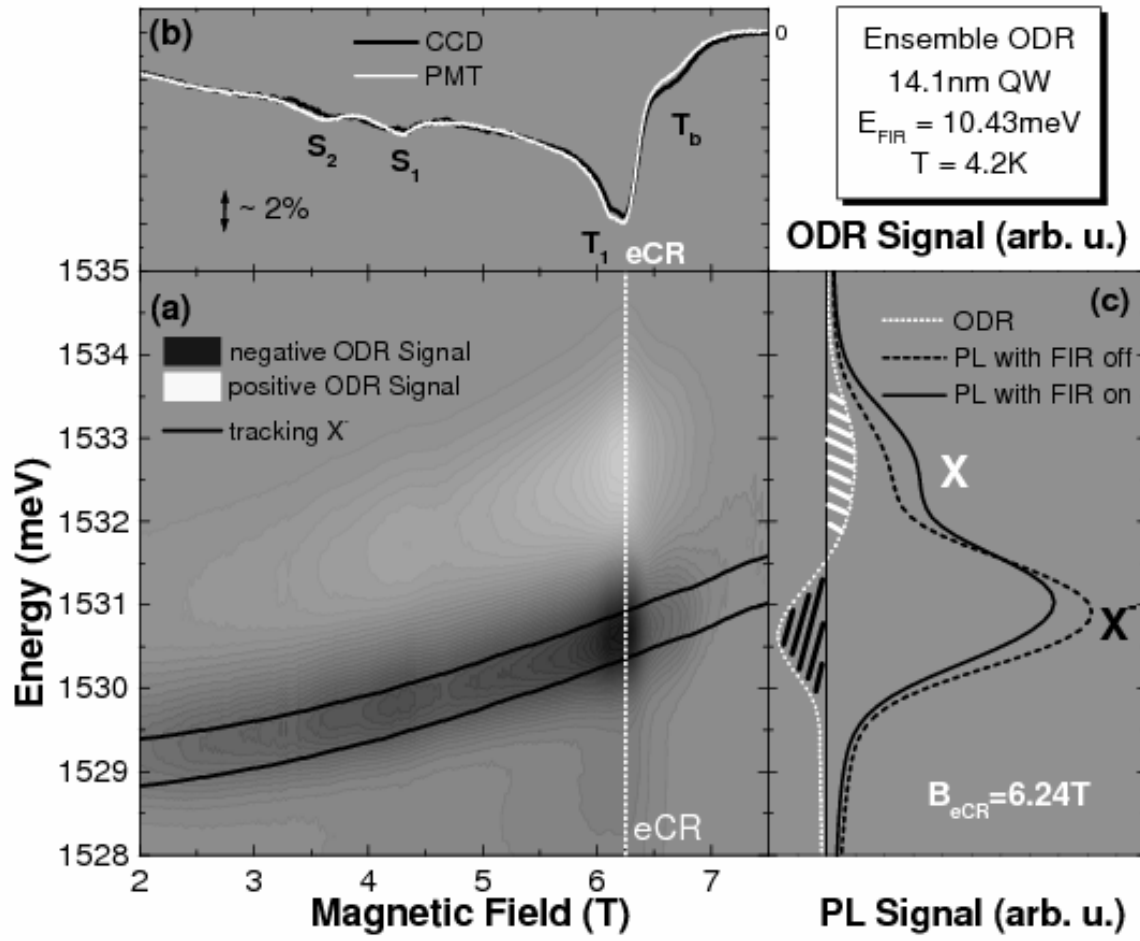 (b)
CCD
PMT
0
S2
S1
Tb
~ 2%
T1
eCR
Ensemble ODR
14.1nm QW
EFIR = 10.43meV
T = 4.2K
ODR Signal (arb. u.)
1535
1534
1533
1532
1531
1530
1529
1528
Energy (meV)
(a)
negative ODR Signal
positive ODR Signal
tracking X-
eCR
2
3
4
5
6
7
Magnetic Field (T)
(c)
ODR
PL with FIR off
PL with FIR on
X
X-
BeCR=6.24T
PL Signal (arb. u.)